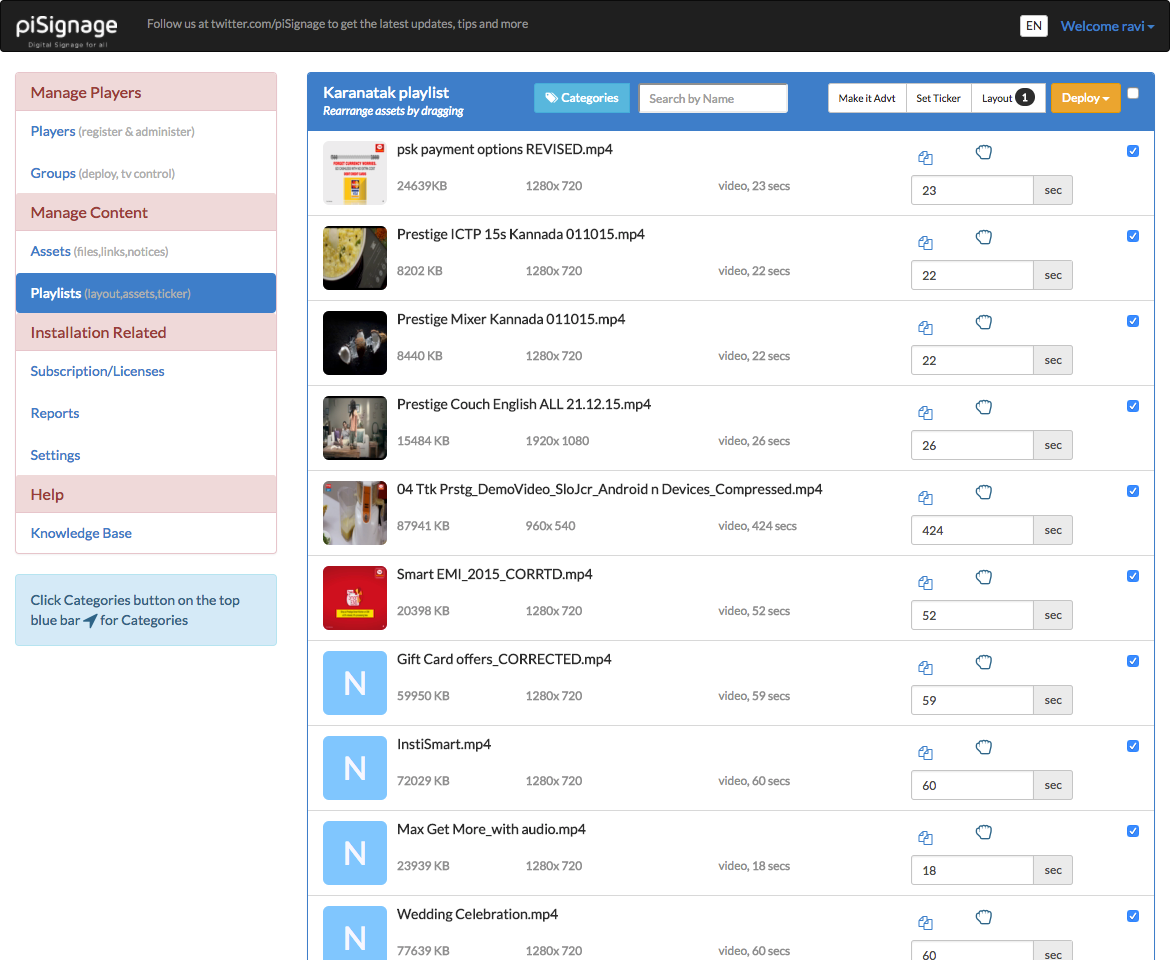 piSignage
Digital Signage for all
Follow us at twitter.com/piSignage to get the latest updates, tips and more
EN
Welcome ravi
Manage Players
Players (register & administer)
Groups (deploy, tv control)
Manage Content
Assets (files,links,notices)
Playlists (layout,assets,ticker)
Installation Related
Subscription/Licenses
Reports
Settings
Help
Knowledge Base
Click Categories button on the top
blue bar for Categories
Karanatak playlist
Rearrange assets by dragging
Categories
Search by Name
Make it Advt
Set Ticker
Layout 1
Deploy
psk payment options REVISED.mp4
24639KB 1280x 720 video, 23 secs
23 sec
Prestige ICTP 15s Kannada 011015.mp4
8202 KB 1280x 720 video, 22 secs
22 sec
Prestige Mixer Kannada 011015.mp4
8440 KB 1280x 720 video, 22 secs
22 sec
Prestige Couch English ALL 21.12.15.mp4
15484 KB 1920x 1080 video, 26 secs
26 sec
04 Ttk Prstg_DemoVideo_SloJcr_Android n Devices_Compressed.mp4
87941 KB 960x 540 video, 424 secs
424 sec
Smart EMI_2015_CORRTD.mp4
20398 KB 1280x 720 video, 52 secs
52 sec
N
Gift Card offers_CORRECTED.mp4
59950 KB 1280x 720 video, 59 secs
59 sec
N
InstiSmart.mp4
72029 KB 1280x 720 video, 60 secs
60 sec
N
Max Get More_with audio.mp4
23939 KB 1280x 720 video, 18 secs
18 sec
N
Wedding Celebration.mp4
77639 KB 1280x 720 video, 60 secs
60 sec